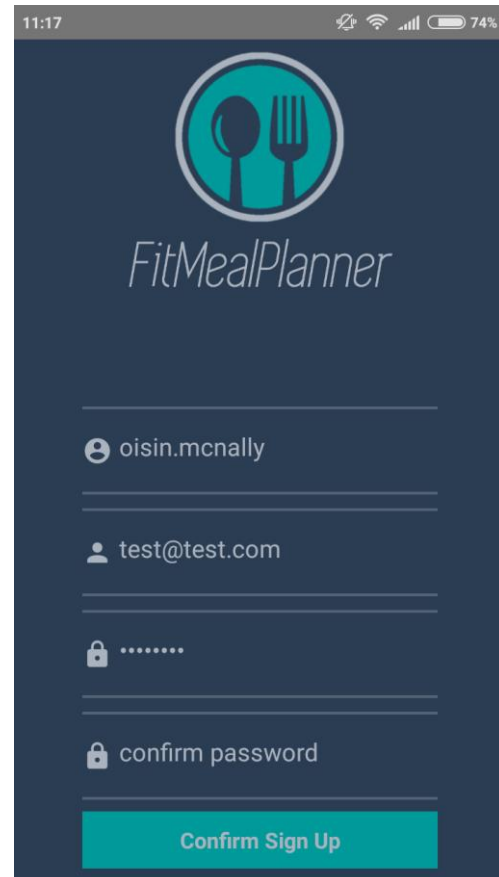 11:17 74%
FitMealPlanner
oisin.mcnally
test@test.com
••••••••
confirm password
Confirm Sign Up